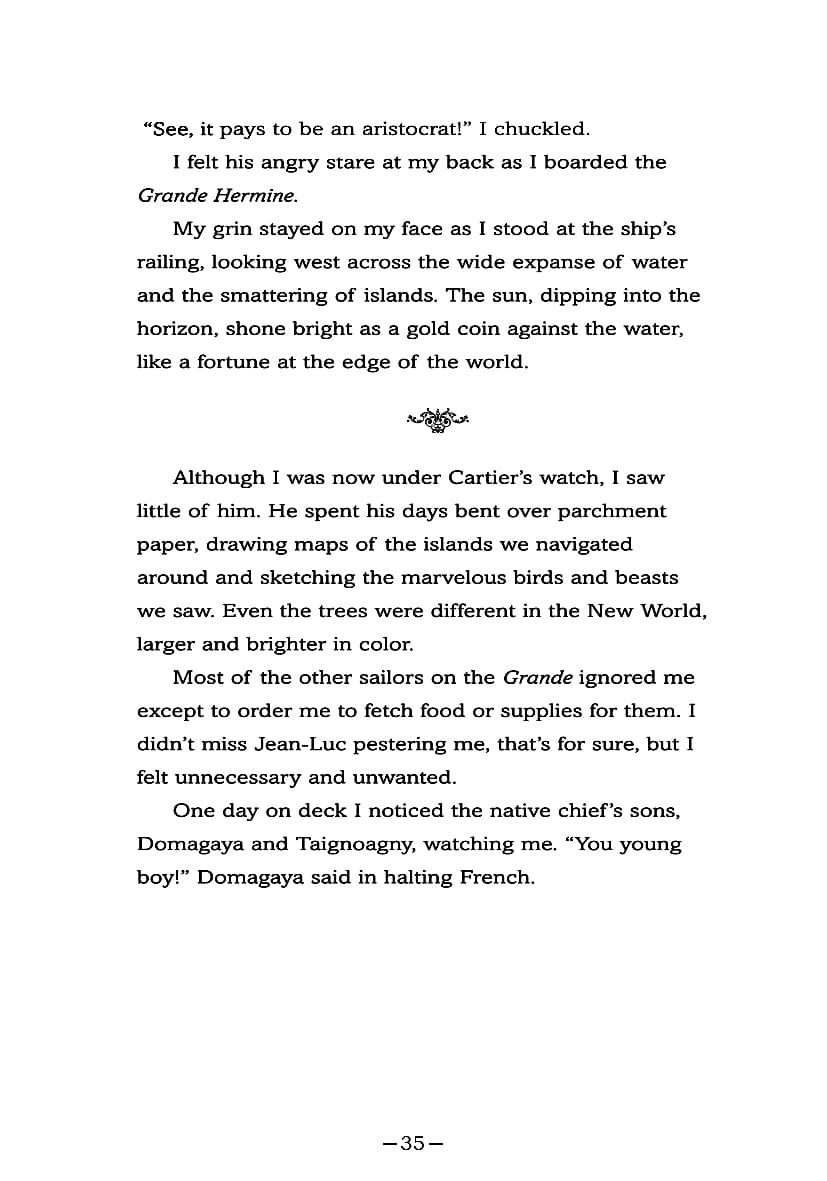 “See, it pays to be an aristocrat!” I chuckled.
I felt his angry stare at my back as I boarded the
Grande Hermine.
My grin stayed on my face as I stood at the ship’s
railing, looking west across the wide expanse of water
and the smattering of islands. The sun, dipping into the
horizon, shone bright as a gold coin against the water,
like a fortune at the edge of the world.
Although I was now under Cartier’s watch, I saw
little of him. He spent his days bent over parchment
paper, drawing maps of the islands we navigated
around and sketching the marvelous birds and beasts
we saw. Even the trees were different in the New World,
larger and brighter in color.
Most of the other sailors on the Grande ignored me
except to order me to fetch food or supplies for them. I
didn’t miss Jean-Luc pestering me, that’s for sure, but I
felt unnecessary and unwanted.
One day on deck I noticed the native chief’s sons,
Domagaya and Taignoagny, watching me. “You young
boy!” Domagaya said in halting French.
—35—